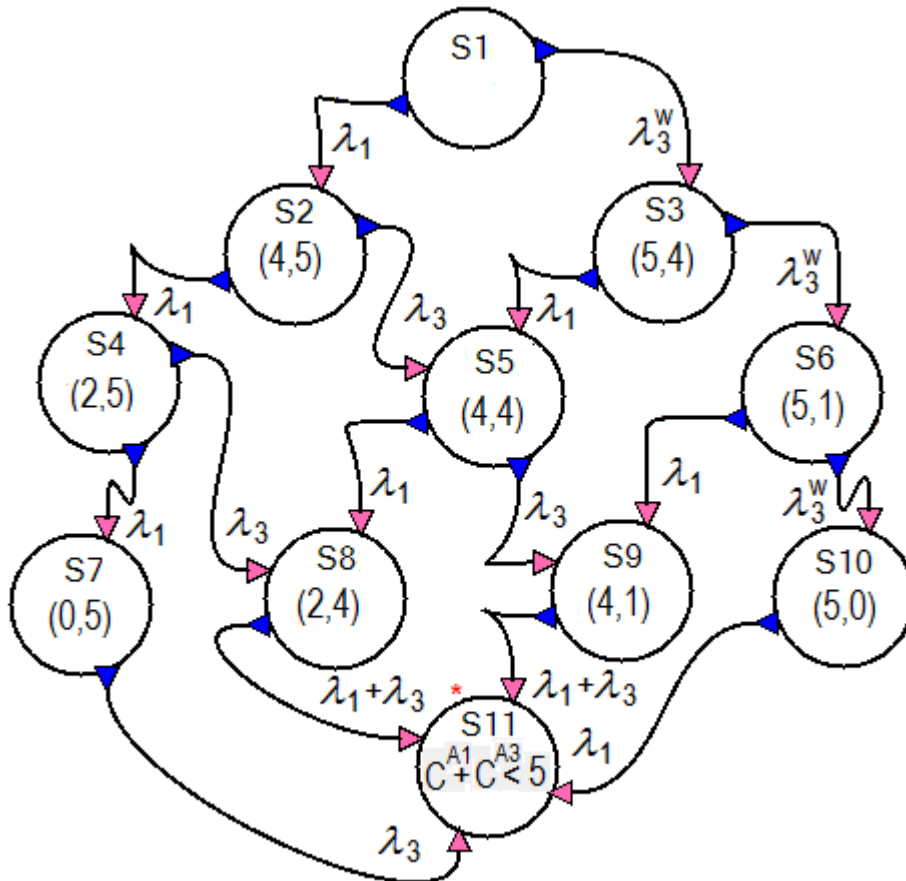 S1
λ₁
λ₃ᵂ
S2
(4,5)
S3
(5,4)
λ₁
λ₃
λ₁
λ₃ᵂ
S4
(2,5)
S5
(4,4)
S6
(5,1)
λ₁
λ₃
λ₁
λ₃
λ₁
λ₃ᵂ
S7
(0,5)
S8
(2,4)
S9
(4,1)
S10
(5,0)
λ₁+λ₃
*
λ₁+λ₃
λ₁
S11
Cᴬ¹+Cᴬ³<5
λ₃